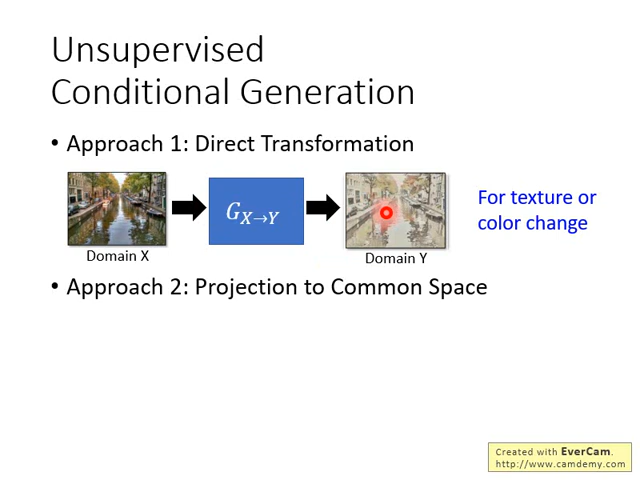 Unsupervised
Conditional Generation
• Approach 1: Direct Transformation
G X→Y
For texture or
color change
Domain X
Domain Y
• Approach 2: Projection to Common Space
Created with EverCam.
http://www.camdemy.com